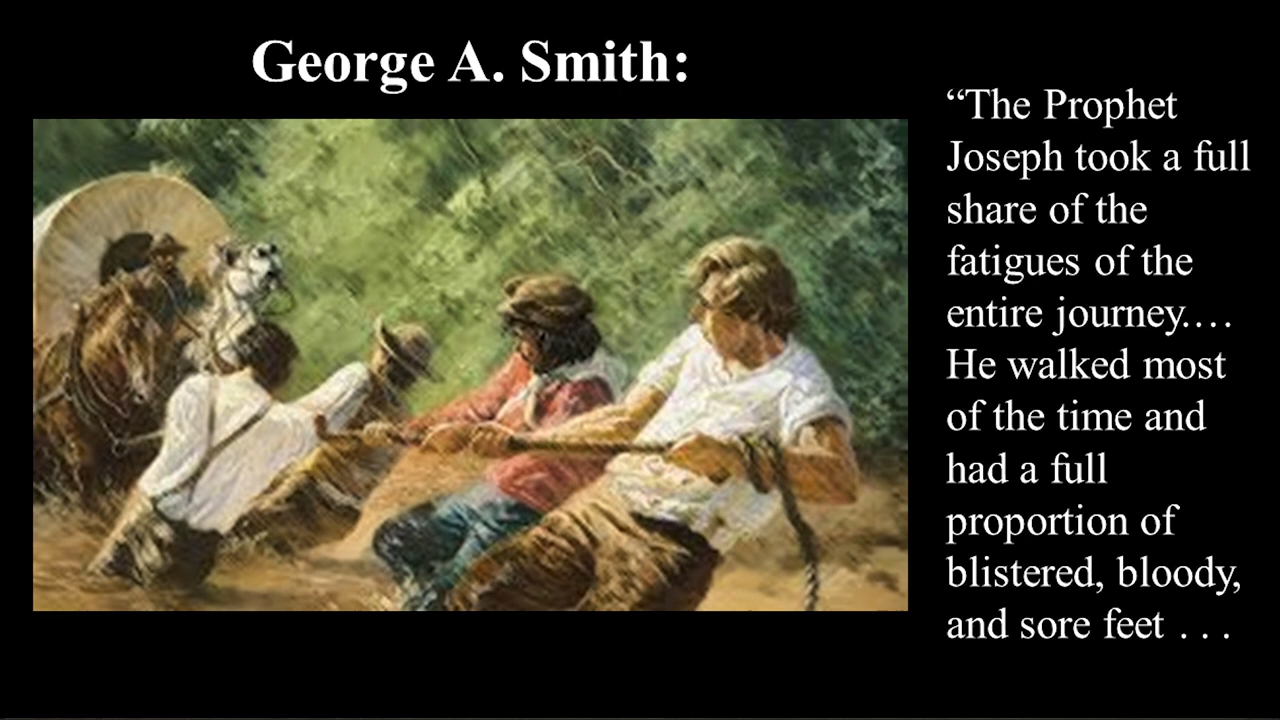 George A. Smith:
“The Prophet
Joseph took a full
share of the
fatigues of the
entire journey.…
He walked most
of the time and
had a full
proportion of
blistered, bloody,
and sore feet . . .